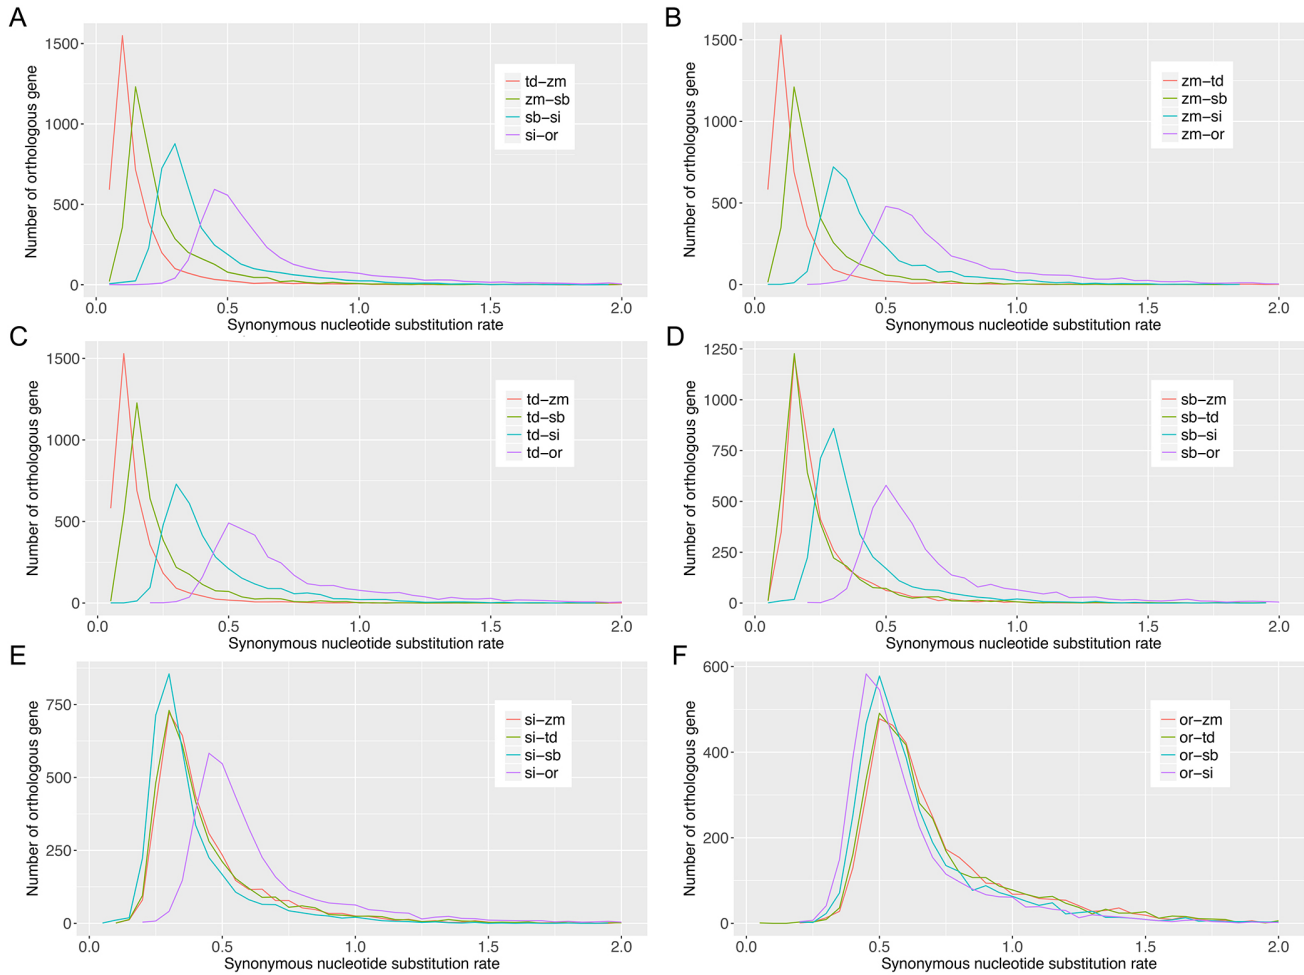 A
Number of orthologous gene
1500
1000
500
0
td−zm
zm−sb
sb−si
si−or
0.0 0.5 1.0 1.5 2.0
Synonymous nucleotide substitution rate
B
Number of orthologous gene
1500
1000
500
0
zm−td
zm−sb
zm−si
zm−or
0.0 0.5 1.0 1.5 2.0
Synonymous nucleotide substitution rate
C
Number of orthologous gene
1500
1000
500
0
td−zm
td−sb
td−si
td−or
0.0 0.5 1.0 1.5 2.0
Synonymous nucleotide substitution rate
D
Number of orthologous gene
1250
1000
750
500
250
0
sb−zm
sb−td
sb−si
sb−or
0.0 0.5 1.0 1.5 2.0
Synonymous nucleotide substitution rate
E
Number of orthologous gene
750
500
250
0
si−zm
si−td
si−sb
si−or
0.0 0.5 1.0 1.5 2.0
Synonymous nucleotide substitution rate
F
Number of orthologous gene
600
400
200
0
or−zm
or−td
or−sb
or−si
0.0 0.5 1.0 1.5 2.0
Synonymous nucleotide substitution rate